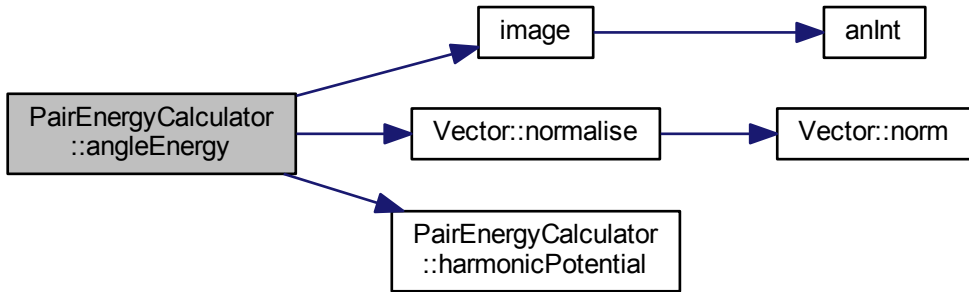 image
anInt
PairEnergyCalculator
::angleEnergy
Vector::normalise
Vector::norm
PairEnergyCalculator
::harmonicPotential